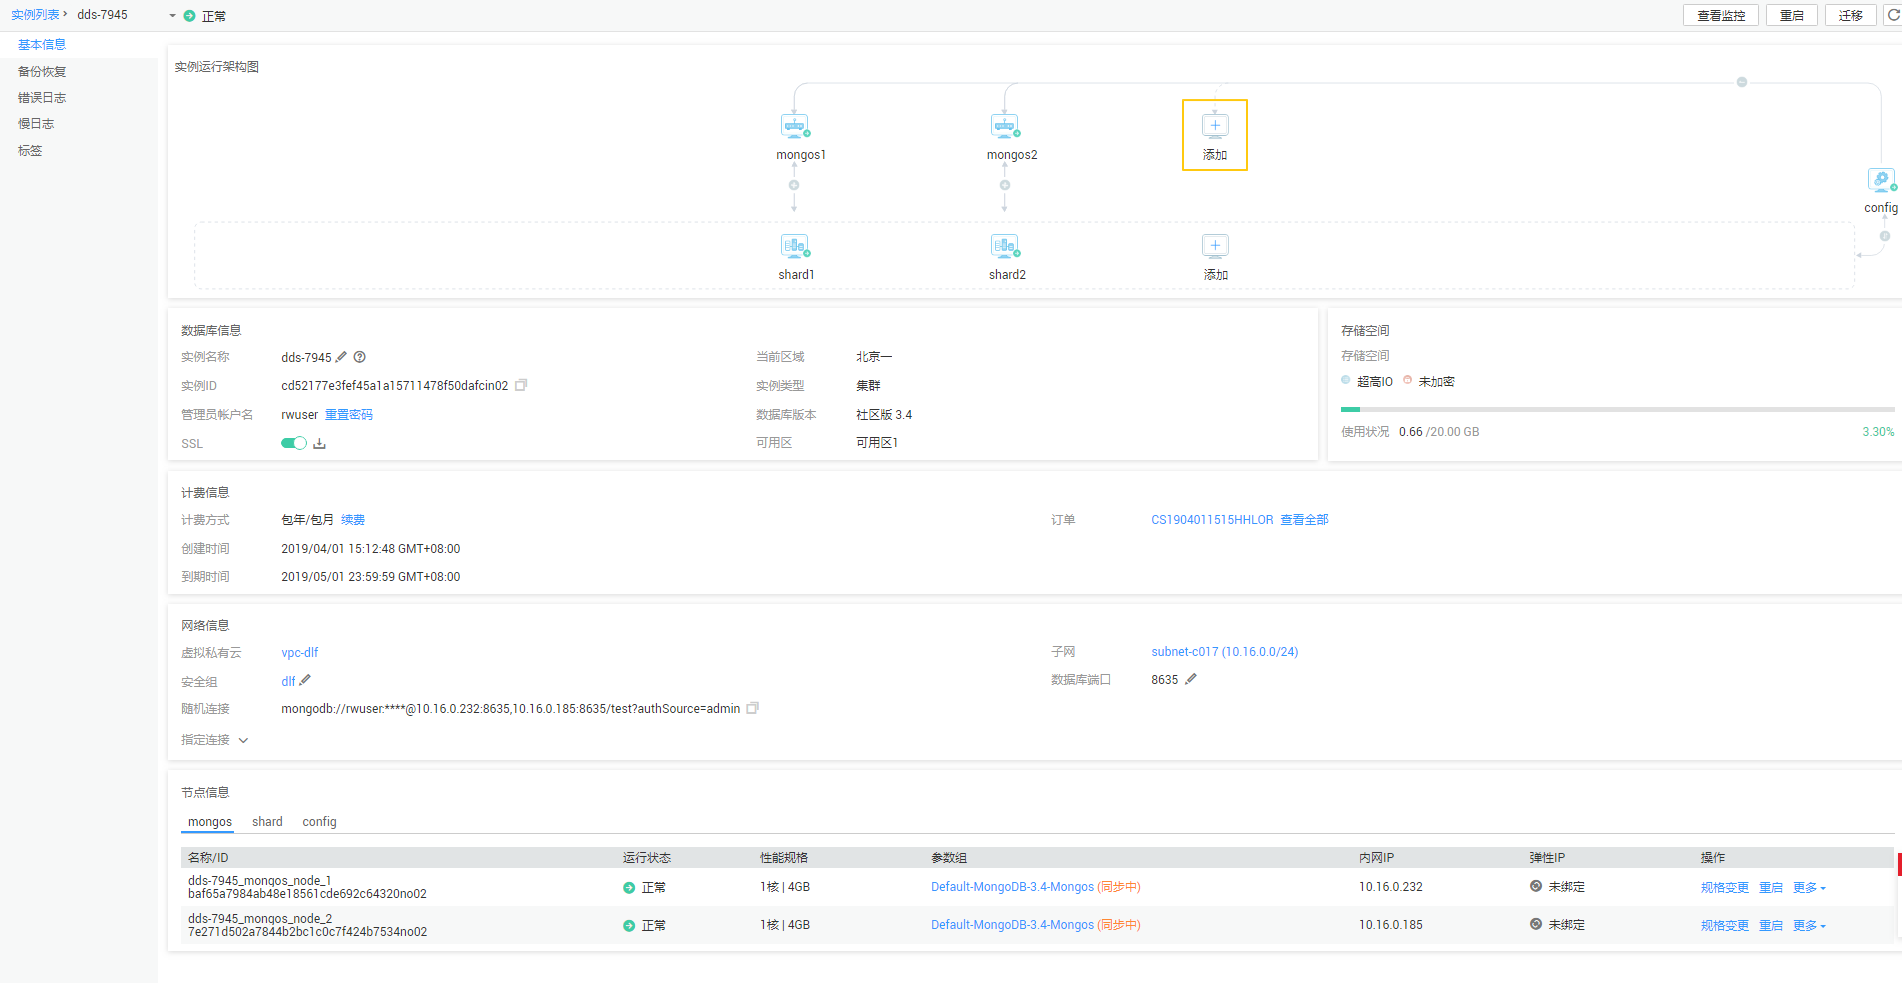 实例列表 › dds-7945 正常 查看监控 重启 迁移
基本信息
备份恢复
错误日志
慢日志
标签
实例运行架构图
mongos1 mongos2 添加
config
shard1 shard2 添加
数据库信息
实例名称 dds-7945 当前区域 北京一
实例ID cd52177e3fef45a1a15711478f50dafcin02 实例类型 集群
管理员帐户名 rwuser 重置密码 数据库版本 社区版 3.4
SSL 可用区 可用区1
存储空间
存储空间
超高IO 未加密
使用状况 0.66 /20.00 GB 3.30%
计费信息
计费方式 包年/包月 续费 订单 CS1904011515HHLOR 查看全部
创建时间 2019/04/01 15:12:48 GMT+08:00
到期时间 2019/05/01 23:59:59 GMT+08:00
网络信息
虚拟私有云 vpc-dlf 子网 subnet-c017 (10.16.0.0/24)
安全组 dlf 数据库端口 8635
随机连接 mongodb://rwuser:****@10.16.0.232:8635,10.16.0.185:8635/test?authSource=admin
指定连接
节点信息
mongos shard config
名称/ID 运行状态 性能规格 参数组 内网IP 弹性IP 操作
dds-7945_mongos_node_1
baf65a7984ab48e18561cde692c64320no02 正常 1核 | 4GB Default-MongoDB-3.4-Mongos (同步中) 10.16.0.232 未绑定 规格变更 重启 更多
dds-7945_mongos_node_2
7e271d502a7844b2bc1c0c7f424b7534no02 正常 1核 | 4GB Default-MongoDB-3.4-Mongos (同步中) 10.16.0.185 未绑定 规格变更 重启 更多